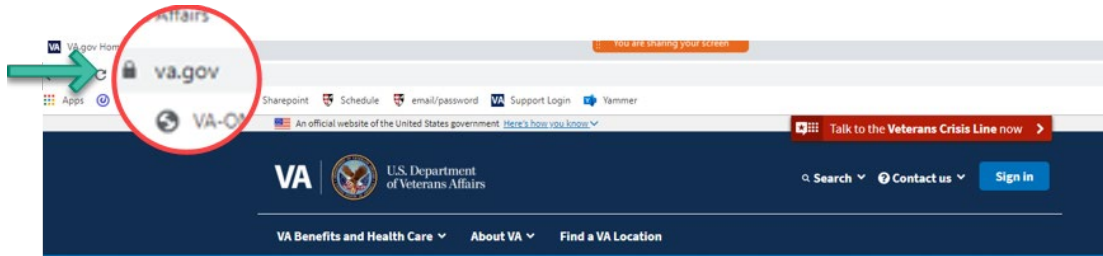 Affairs
VA VA.gov Hom
You are sharing your screen
va.gov
Apps
Sharepoint Schedule email/password VA Support Login Yammer
An official website of the United States government Here's how you know
Talk to the Veterans Crisis Line now
VA U.S. Department
of Veterans Affairs
Search Contact us Sign in
VA Benefits and Health Care About VA Find a VA Location